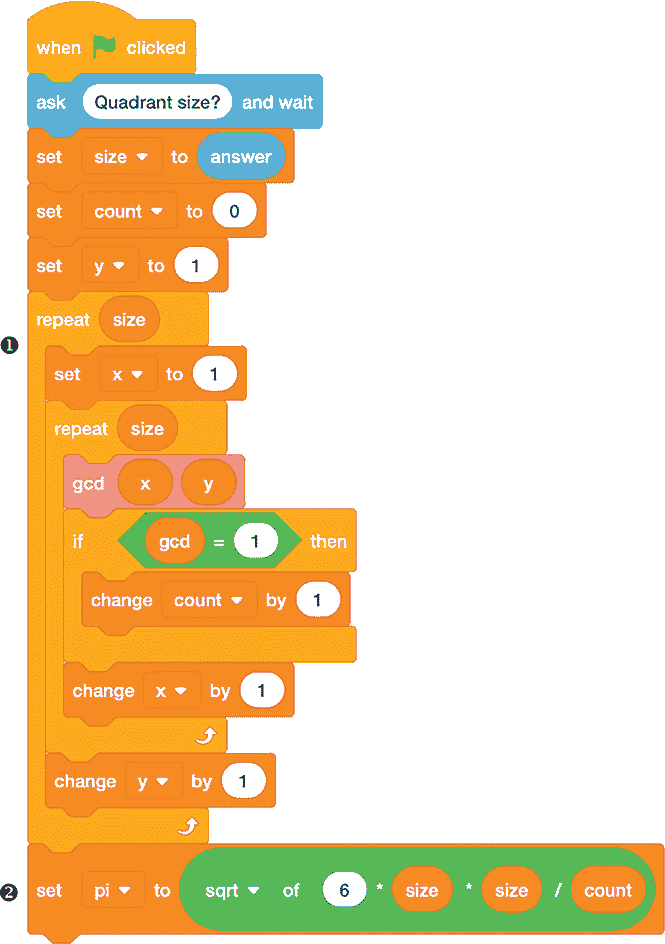 when clicked
ask Quadrant size? and wait
set size to answer
set count to 0
set y to 1
repeat size
❶
set x to 1
repeat size
gcd x y
if gcd = 1 then
change count by 1
change x by 1
change y by 1
❷ set pi to sqrt of 6 * size * size / count